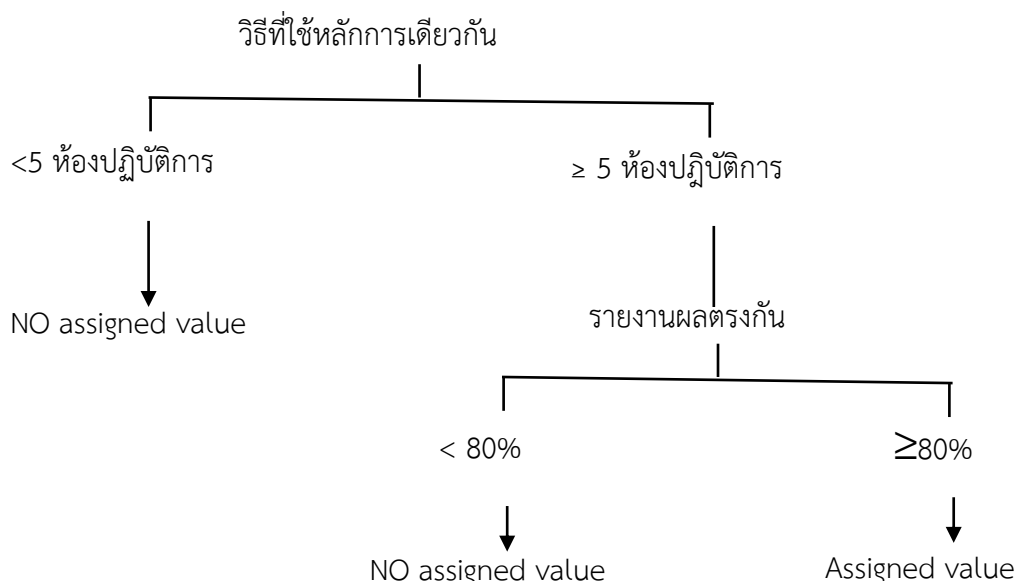 วิธีที่ใช้หลักการเดียวกัน
<5 ห้องปฏิบัติการ
≥ 5 ห้องปฎิบัติการ
NO assigned value
รายงานผลตรงกัน
< 80%
≥80%
NO assigned value
Assigned value